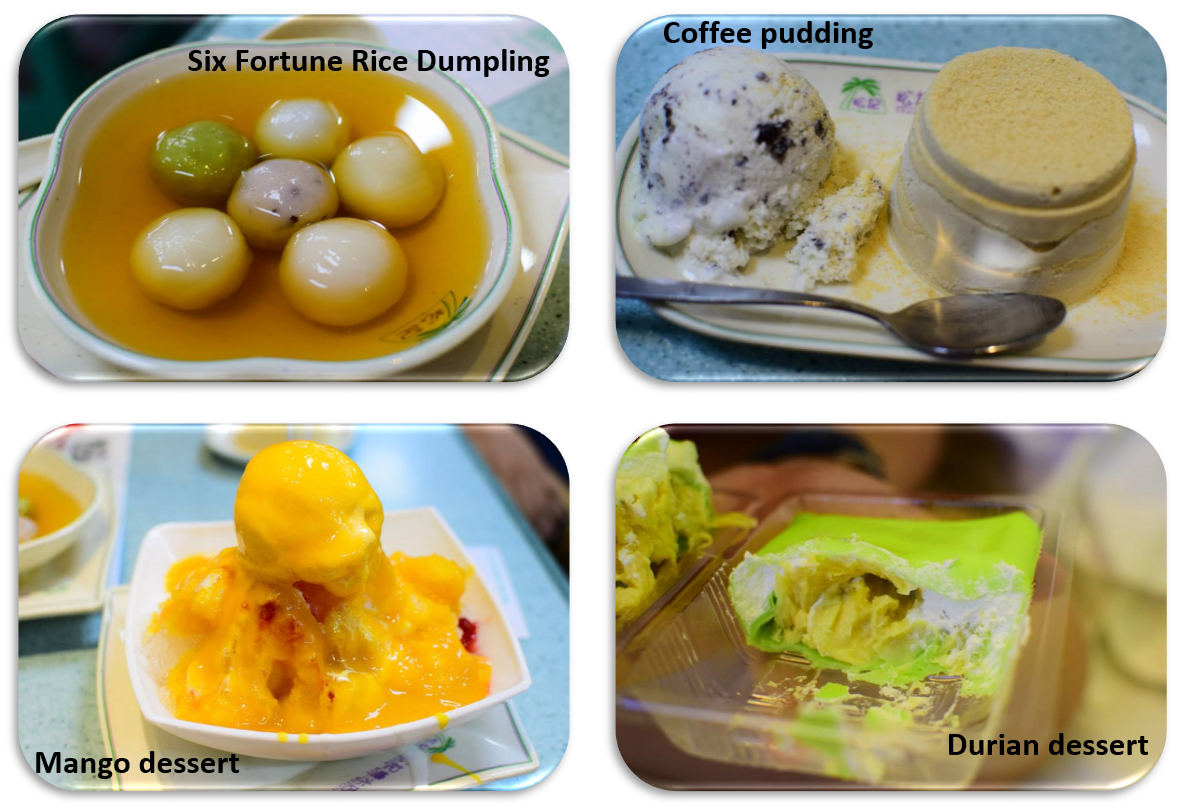 Six Fortune Rice Dumpling
Coffee pudding
Mango dessert
Durian dessert